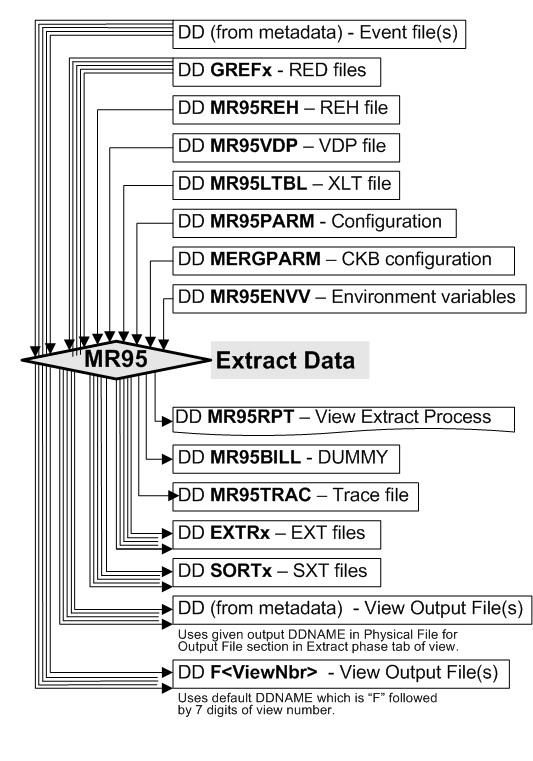 DD (from metadata) - Event file(s)
DD GREFx - RED files
DD MR95REH – REH file
DD MR95VDP – VDP file
DD MR95LTBL – XLT file
DD MR95PARM - Configuration
DD MERGPARM – CKB configuration
DD MR95ENVV – Environment variables
MR95 Extract Data
DD MR95RPT – View Extract Process
DD MR95BILL - DUMMY
DD MR95TRAC – Trace file
DD EXTRx – EXT files
DD SORTx – SXT files
DD (from metadata) - View Output File(s)
Uses given output DDNAME in Physical File for
Output File section in Extract phase tab of view.
DD F<ViewNbr> - View Output File(s)
Uses default DDNAME which is “F” followed
by 7 digits of view number.